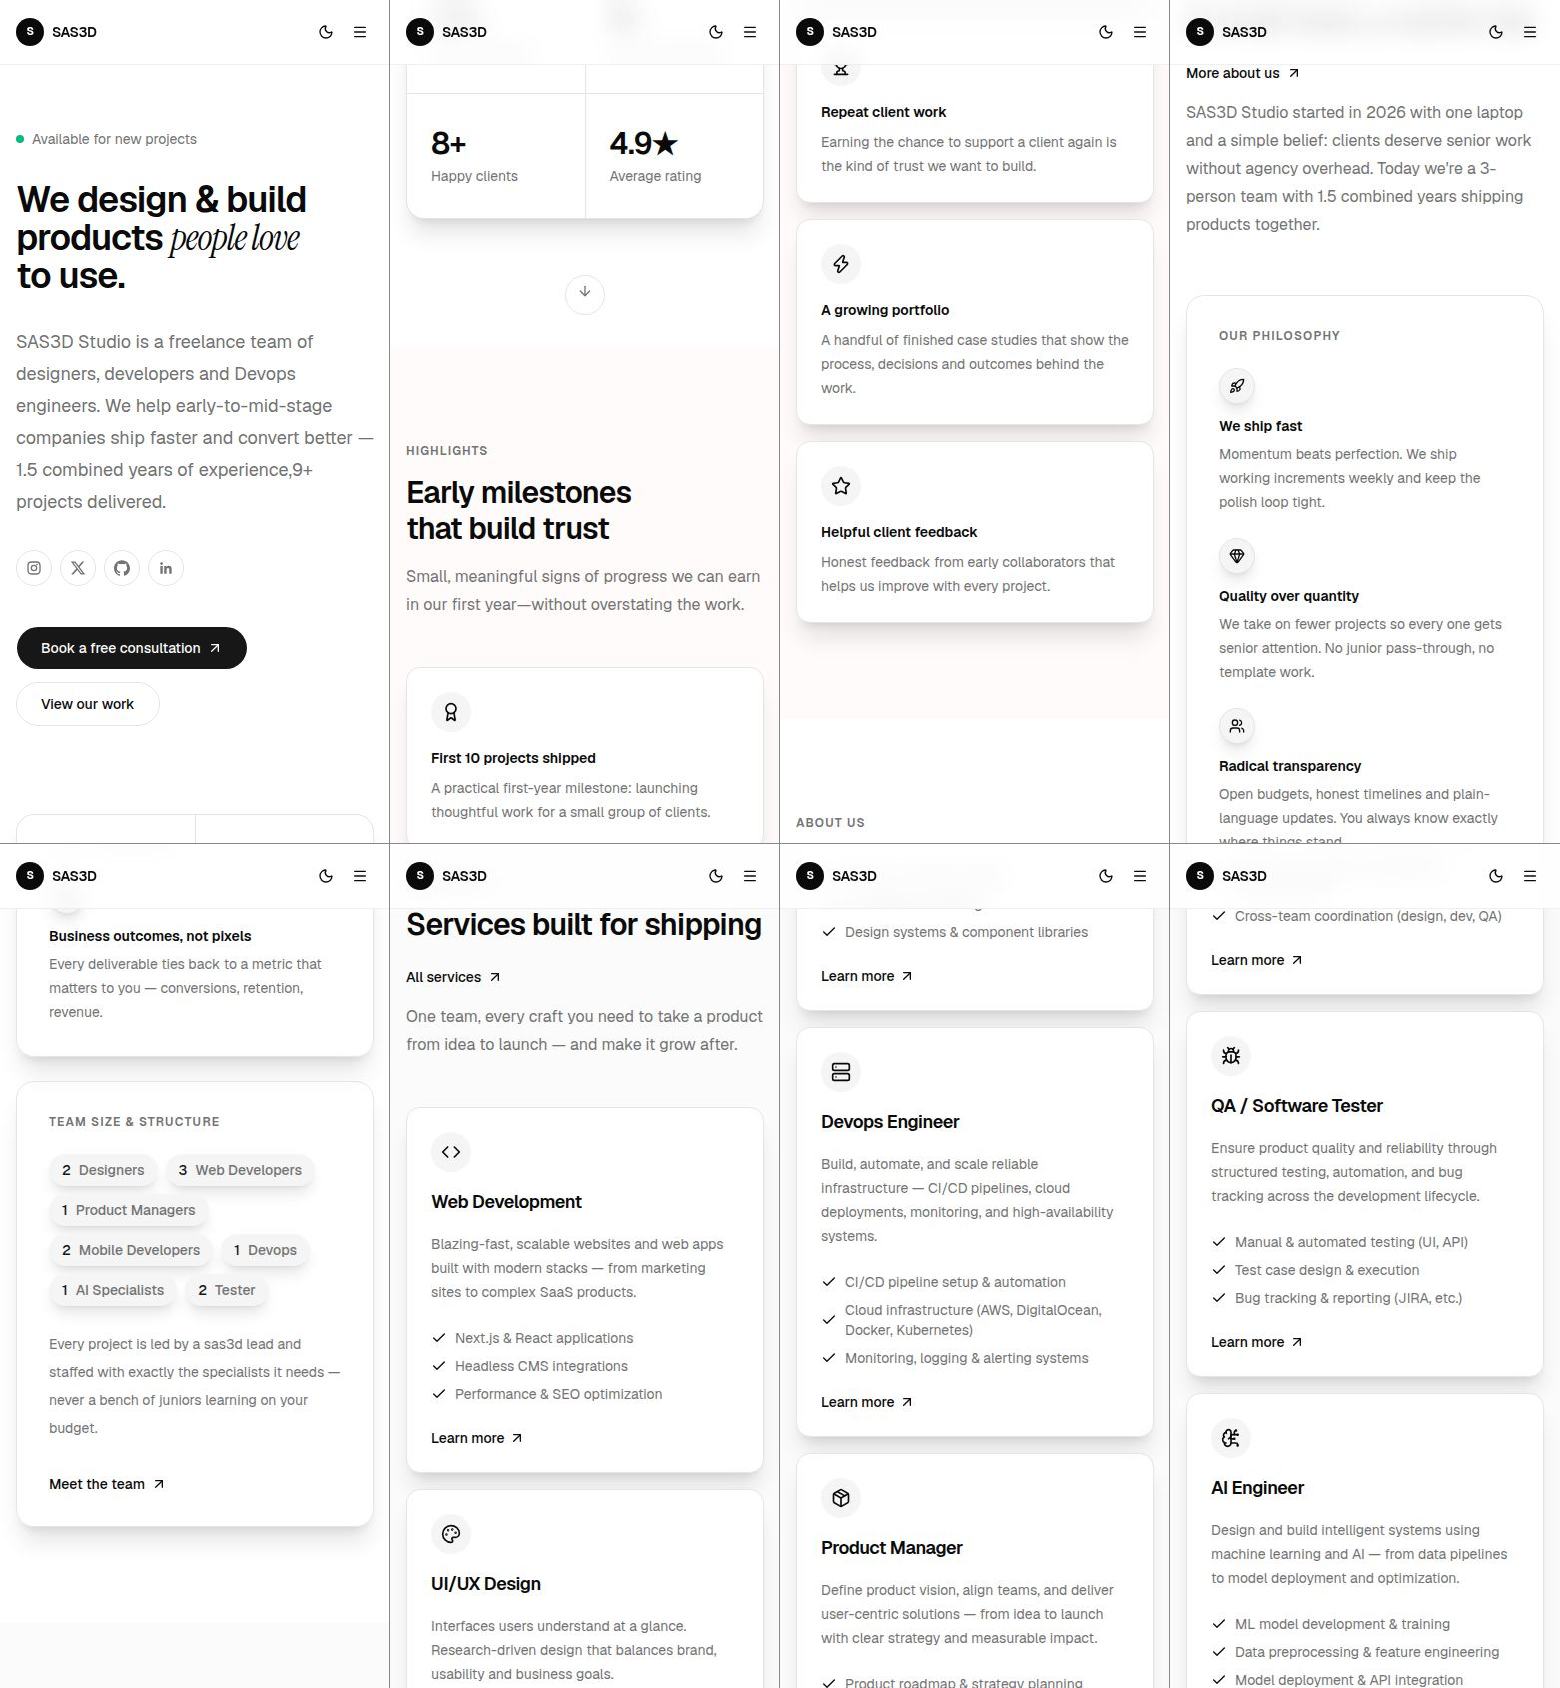 S SAS3D
Available for new projects
We design & build
products people love
to use.
SAS3D Studio is a freelance team of
designers, developers and Devops
engineers. We help early-to-mid-stage
companies ship faster and convert better —
1.5 combined years of experience,9+
projects delivered.
Book a free consultation
View our work
S SAS3D
8+
Happy clients
4.9★
Average rating
HIGHLIGHTS
Early milestones
that build trust
Small, meaningful signs of progress we can earn
in our first year—without overstating the work.
First 10 projects shipped
A practical first-year milestone: launching
thoughtful work for a small group of clients.
S SAS3D
Repeat client work
Earning the chance to support a client again is
the kind of trust we want to build.
A growing portfolio
A handful of finished case studies that show the
process, decisions and outcomes behind the
work.
Helpful client feedback
Honest feedback from early collaborators that
helps us improve with every project.
ABOUT US
S SAS3D
More about us
SAS3D Studio started in 2026 with one laptop
and a simple belief: clients deserve senior work
without agency overhead. Today we're a 3-
person team with 1.5 combined years shipping
products together.
OUR PHILOSOPHY
We ship fast
Momentum beats perfection. We ship
working increments weekly and keep the
polish loop tight.
Quality over quantity
We take on fewer projects so every one gets
senior attention. No junior pass-through, no
template work.
Radical transparency
Open budgets, honest timelines and plain-
language updates. You always know exactly
where things stand.
S SAS3D
Business outcomes, not pixels
Every deliverable ties back to a metric that
matters to you — conversions, retention,
revenue.
TEAM SIZE & STRUCTURE
2 Designers
3 Web Developers
1 Product Managers
2 Mobile Developers
1 Devops
1 AI Specialists
2 Tester
Every project is led by a sas3d lead and
staffed with exactly the specialists it needs —
never a bench of juniors learning on your
budget.
Meet the team
S SAS3D
Services built for shipping
All services
One team, every craft you need to take a product
from idea to launch — and make it grow after.
Web Development
Blazing-fast, scalable websites and web apps
built with modern stacks — from marketing
sites to complex SaaS products.
Next.js & React applications
Headless CMS integrations
Performance & SEO optimization
Learn more
UI/UX Design
Interfaces users understand at a glance.
Research-driven design that balances brand,
usability and business goals.
S SAS3D
Design systems & component libraries
Learn more
Devops Engineer
Build, automate, and scale reliable
infrastructure — CI/CD pipelines, cloud
deployments, monitoring, and high-availability
systems.
CI/CD pipeline setup & automation
Cloud infrastructure (AWS, DigitalOcean,
Docker, Kubernetes)
Monitoring, logging & alerting systems
Learn more
Product Manager
Define product vision, align teams, and deliver
user-centric solutions — from idea to launch
with clear strategy and measurable impact.
Product roadmap & strategy planning
S SAS3D
Cross-team coordination (design, dev, QA)
Learn more
QA / Software Tester
Ensure product quality and reliability through
structured testing, automation, and bug
tracking across the development lifecycle.
Manual & automated testing (UI, API)
Test case design & execution
Bug tracking & reporting (JIRA, etc.)
Learn more
AI Engineer
Design and build intelligent systems using
machine learning and AI — from data pipelines
to model deployment and optimization.
ML model development & training
Data preprocessing & feature engineering
Model deployment & API integration